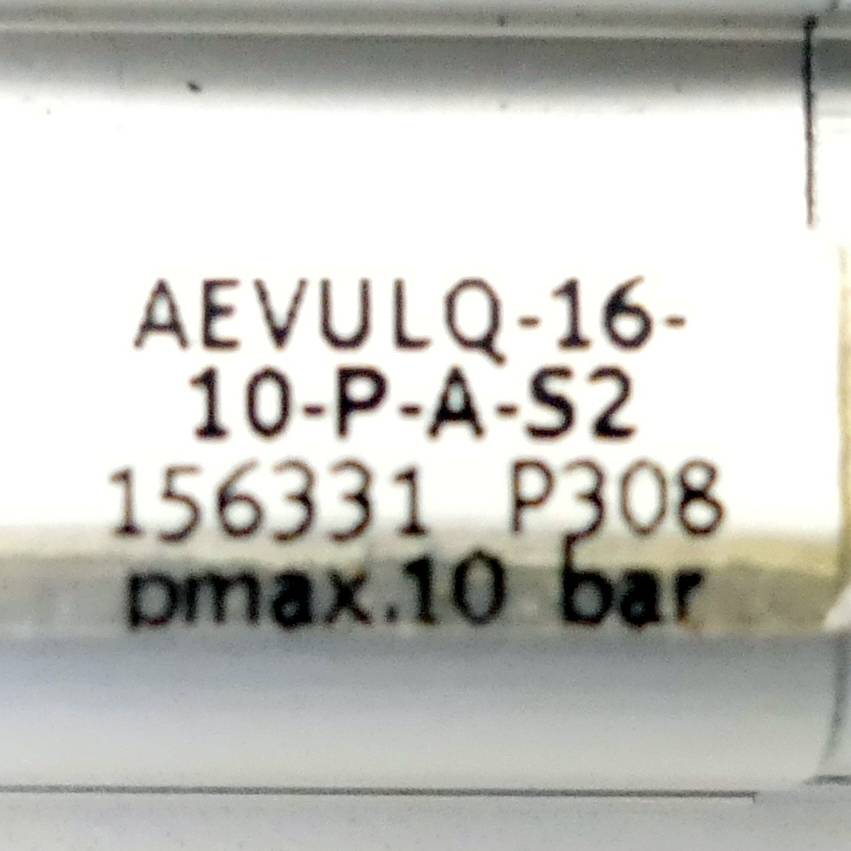 AEVULQ-16-
10-P-A-S2
156331 P308
pmax.10 bar